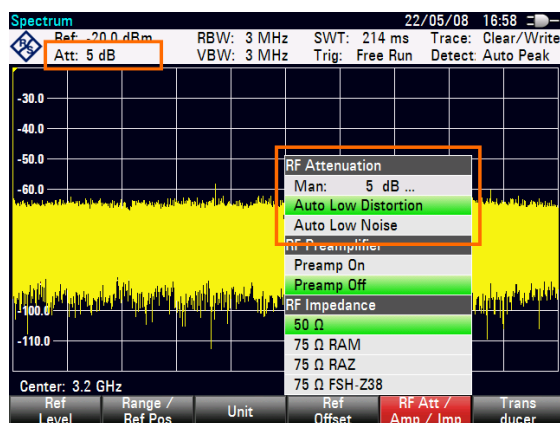 Spectrum 22/05/08 16:58
Ref: -20.0 dBm RBW: 3 MHz SWT: 214 ms Trace: Clear/Write
Att: 5 dB VBW: 3 MHz Trig: Free Run Detect: Auto Peak
-30.0
-40.0
-50.0
-60.0
-100.0
-110.0
RF Attenuation
Man: 5 dB ...
Auto Low Distortion
Auto Low Noise
RF Preamplifier
Preamp On
Preamp Off
RF Impedance
50 Ω
75 Ω RAM
75 Ω RAZ
75 Ω FSH-Z38
Center: 3.2 GHz
Ref Level
Range / Ref Pos
Unit
Ref Offset
RF Att / Amp / Imp
Trans ducer